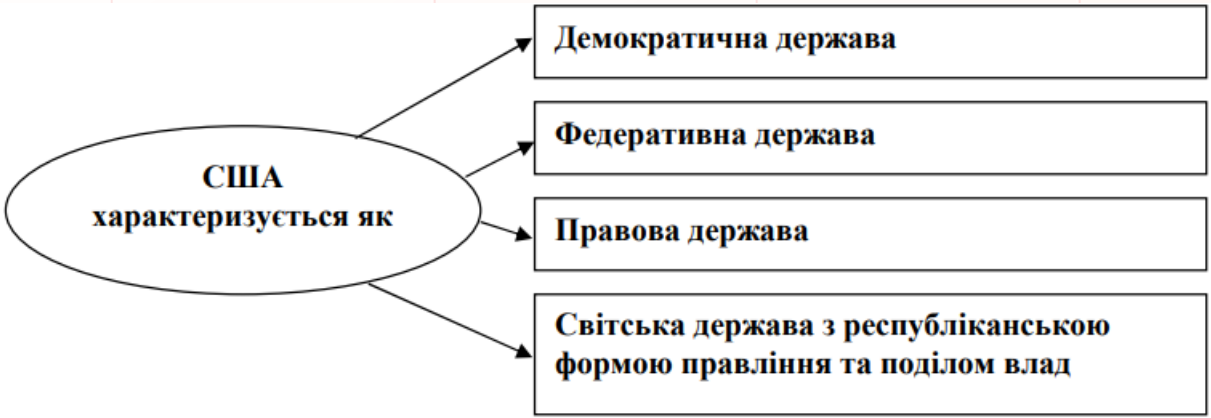 Демократична держава
Федеративна держава
США
характеризується як
Правова держава
Світська держава з республіканською
формою правління та поділом влад